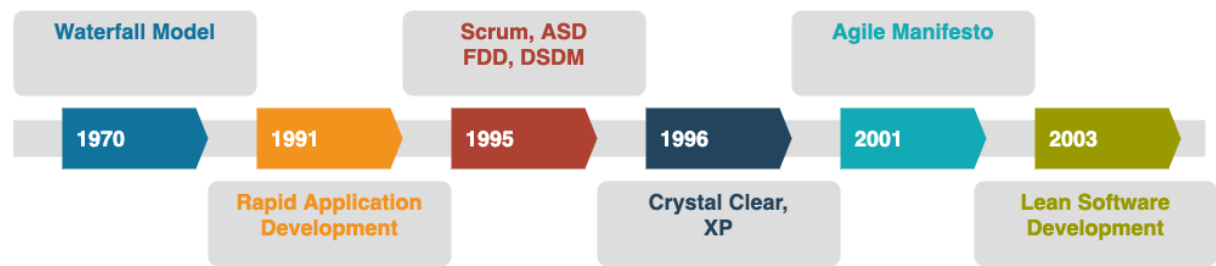 Waterfall Model
Scrum, ASD
FDD, DSDM
Agile Manifesto
1970
1991
1995
1996
2001
2003
Rapid Application
Development
Crystal Clear,
XP
Lean Software
Development